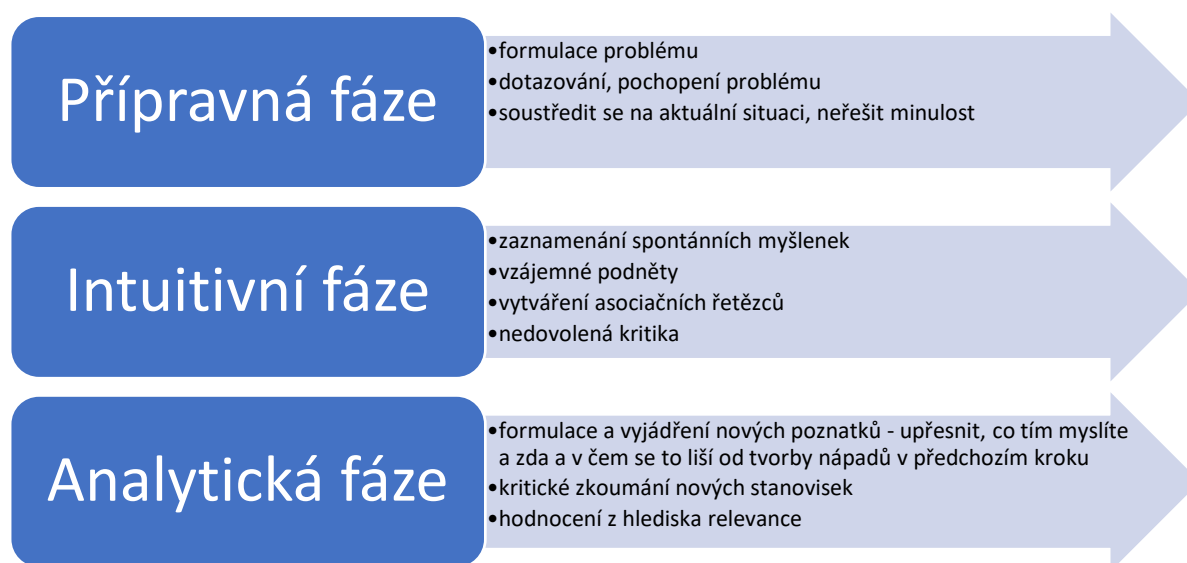 Přípravná fáze
•formulace problému
•dotazování, pochopení problému
•soustředit se na aktuální situaci, neřešit minulost
Intuitivní fáze
•zaznamenání spontánních myšlenek
•vzájemné podněty
•vytváření asociačních řetězců
•nedovolená kritika
Analytická fáze
•formulace a vyjádření nových poznatků - upřesnit, co tím myslíte
a zda a v čem se to liší od tvorby nápadů v předchozím kroku
•kritické zkoumání nových stanovisek
•hodnocení z hlediska relevance